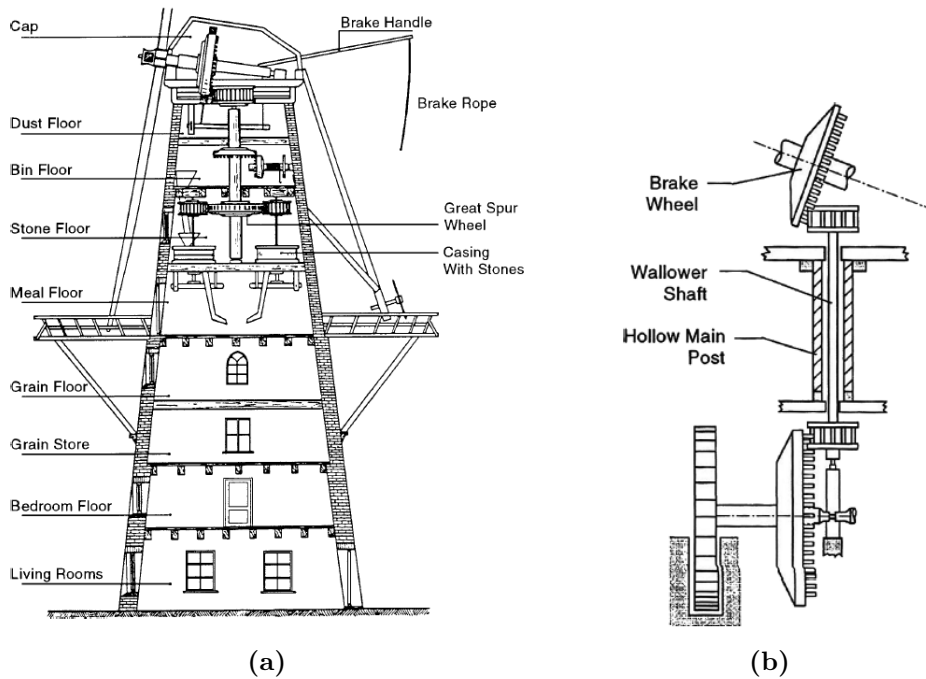 Cap
Brake Handle
Brake Rope
Dust Floor
Bin Floor
Great Spur
Wheel
Stone Floor
Casing
With Stones
Meal Floor
Grain Floor
Grain Store
Bedroom Floor
Living Rooms
(a)
Brake
Wheel
Wallower
Shaft
Hollow Main
Post
(b)